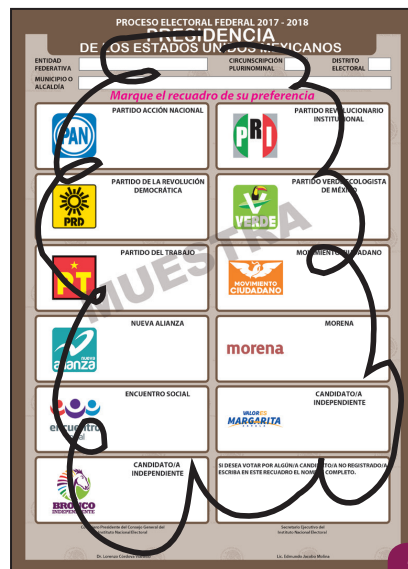 PROCESO ELECTORAL FEDERAL 2017 - 2018
PRESIDENCIA
DE LOS ESTADOS UNIDOS MEXICANOS
ENTIDAD FEDERATIVA
CIRCUNSCRIPCIÓN PLURINOMINAL
DISTRITO ELECTORAL
MUNICIPIO O ALCALDÍA
Marque el recuadro de su preferencia
PAN
PARTIDO ACCIÓN NACIONAL
PRI
PARTIDO REVOLUCIONARIO
INSTITUCIONAL
PRD
PARTIDO DE LA REVOLUCIÓN
DEMOCRÁTICA
VERDE
PARTIDO VERDE ECOLOGISTA
DE MÉXICO
MUESTRA
PT
PARTIDO DEL TRABAJO
MOVIMIENTO
CIUDADANO
MOVIMIENTO CIUDADANO
nueva
alianza
NUEVA ALIANZA
morena
MORENA
encuentro
social
ENCUENTRO SOCIAL
VALOR ES
MARGARITA
CANDIDATO/A
INDEPENDIENTE
BRONCO
INDEPENDIENTE
CANDIDATO/A
INDEPENDIENTE
SI DESEA VOTAR POR ALGÚN/A CANDIDATO/A NO REGISTRADO/A
ESCRIBA EN ESTE RECUADRO EL NOMBRE COMPLETO.
Consejero Presidente del Consejo General del
Instituto Nacional Electoral
Secretario Ejecutivo del
Instituto Nacional Electoral
Dr. Lorenzo Córdova Vianello
Lic. Edmundo Jacobo Molina